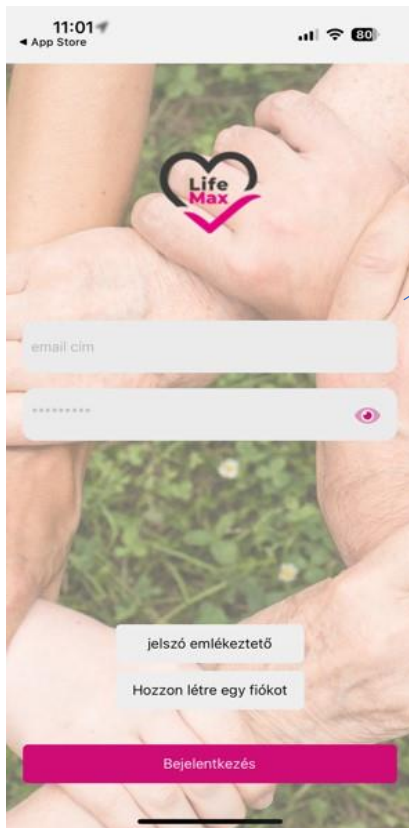 11:01
80
◀ App Store
Life
Max
email cím
*********
jelszó emlékeztető
Hozzon létre egy fiókot
Bejelentkezés